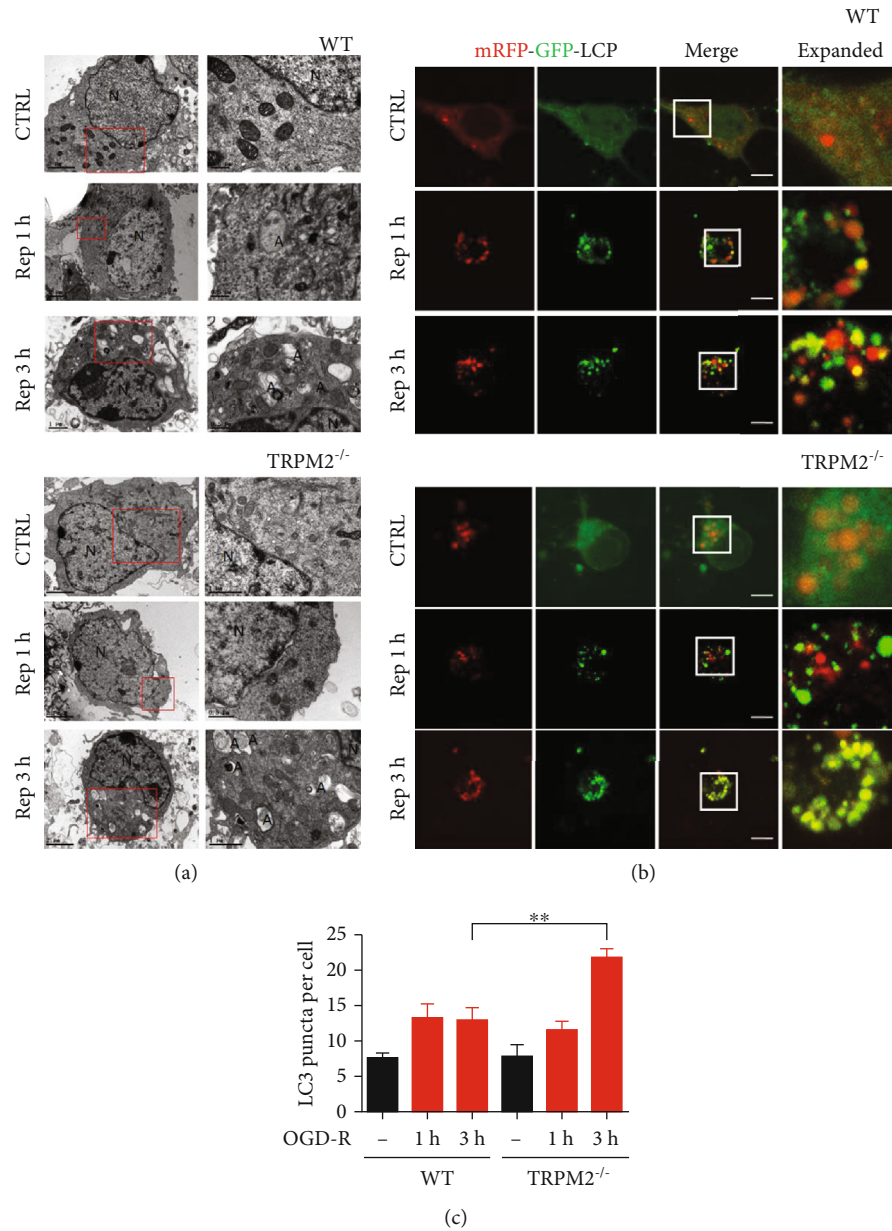 WT
CTRL
N
N
Rep 1 h
N
A
Rep 3 h
N
A
A
A
A
TRPM2-/-
CTRL
N
N
Rep 1 h
N
N
Rep 3 h
N
A
A
N
A
A
A
(a)
WT
mRFP-GFP-LCP
Merge
Expanded
CTRL
Rep 1 h
Rep 3 h
TRPM2-/-
CTRL
Rep 1 h
Rep 3 h
(b)
**
LC3 puncta per cell
25
20
15
10
5
0
OGD-R – 1 h 3 h – 1 h 3 h
WT TRPM2-/-
(c)